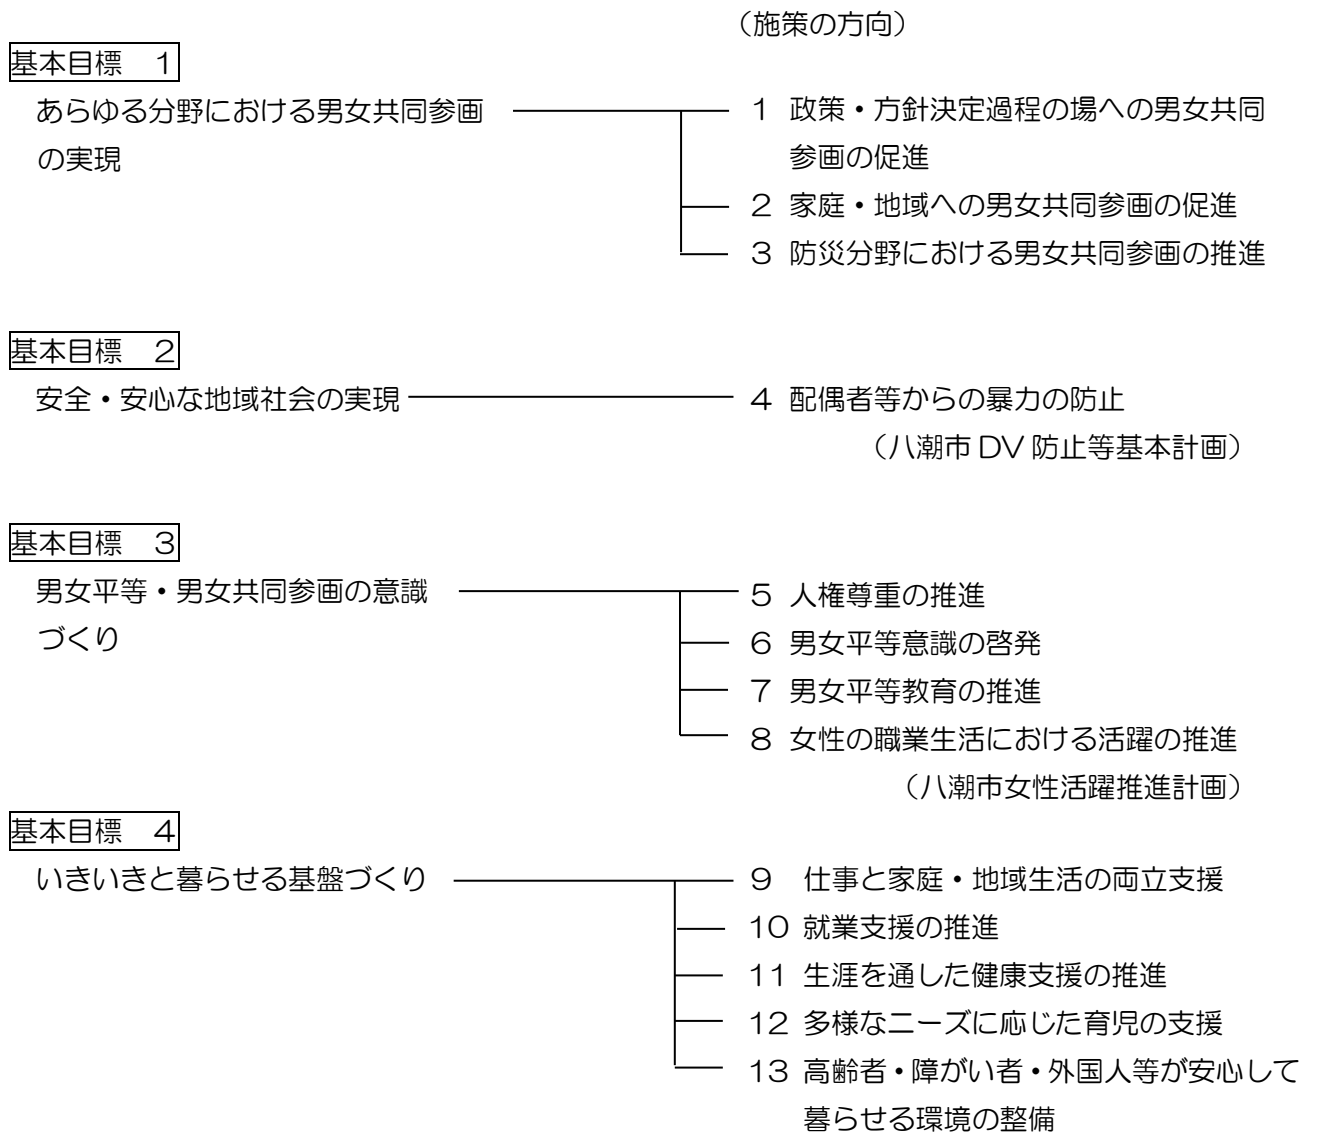 （施策の方向）
基本目標　１
あらゆる分野における男女共同参画
の実現
１ 政策・方針決定過程の場への男女共同
参画の促進
２ 家庭・地域への男女共同参画の促進
３ 防災分野における男女共同参画の推進
基本目標　２
安全・安心な地域社会の実現
４ 配偶者等からの暴力の防止
（八潮市 DV 防止等基本計画）
基本目標　３
男女平等・男女共同参画の意識
づくり
５ 人権尊重の推進
６ 男女平等意識の啓発
７ 男女平等教育の推進
８ 女性の職業生活における活躍の推進
（八潮市女性活躍推進計画）
基本目標　４
いきいきと暮らせる基盤づくり
９　仕事と家庭・地域生活の両立支援
10 就業支援の推進
11 生涯を通した健康支援の推進
12 多様なニーズに応じた育児の支援
13 高齢者・障がい者・外国人等が安心して
暮らせる環境の整備